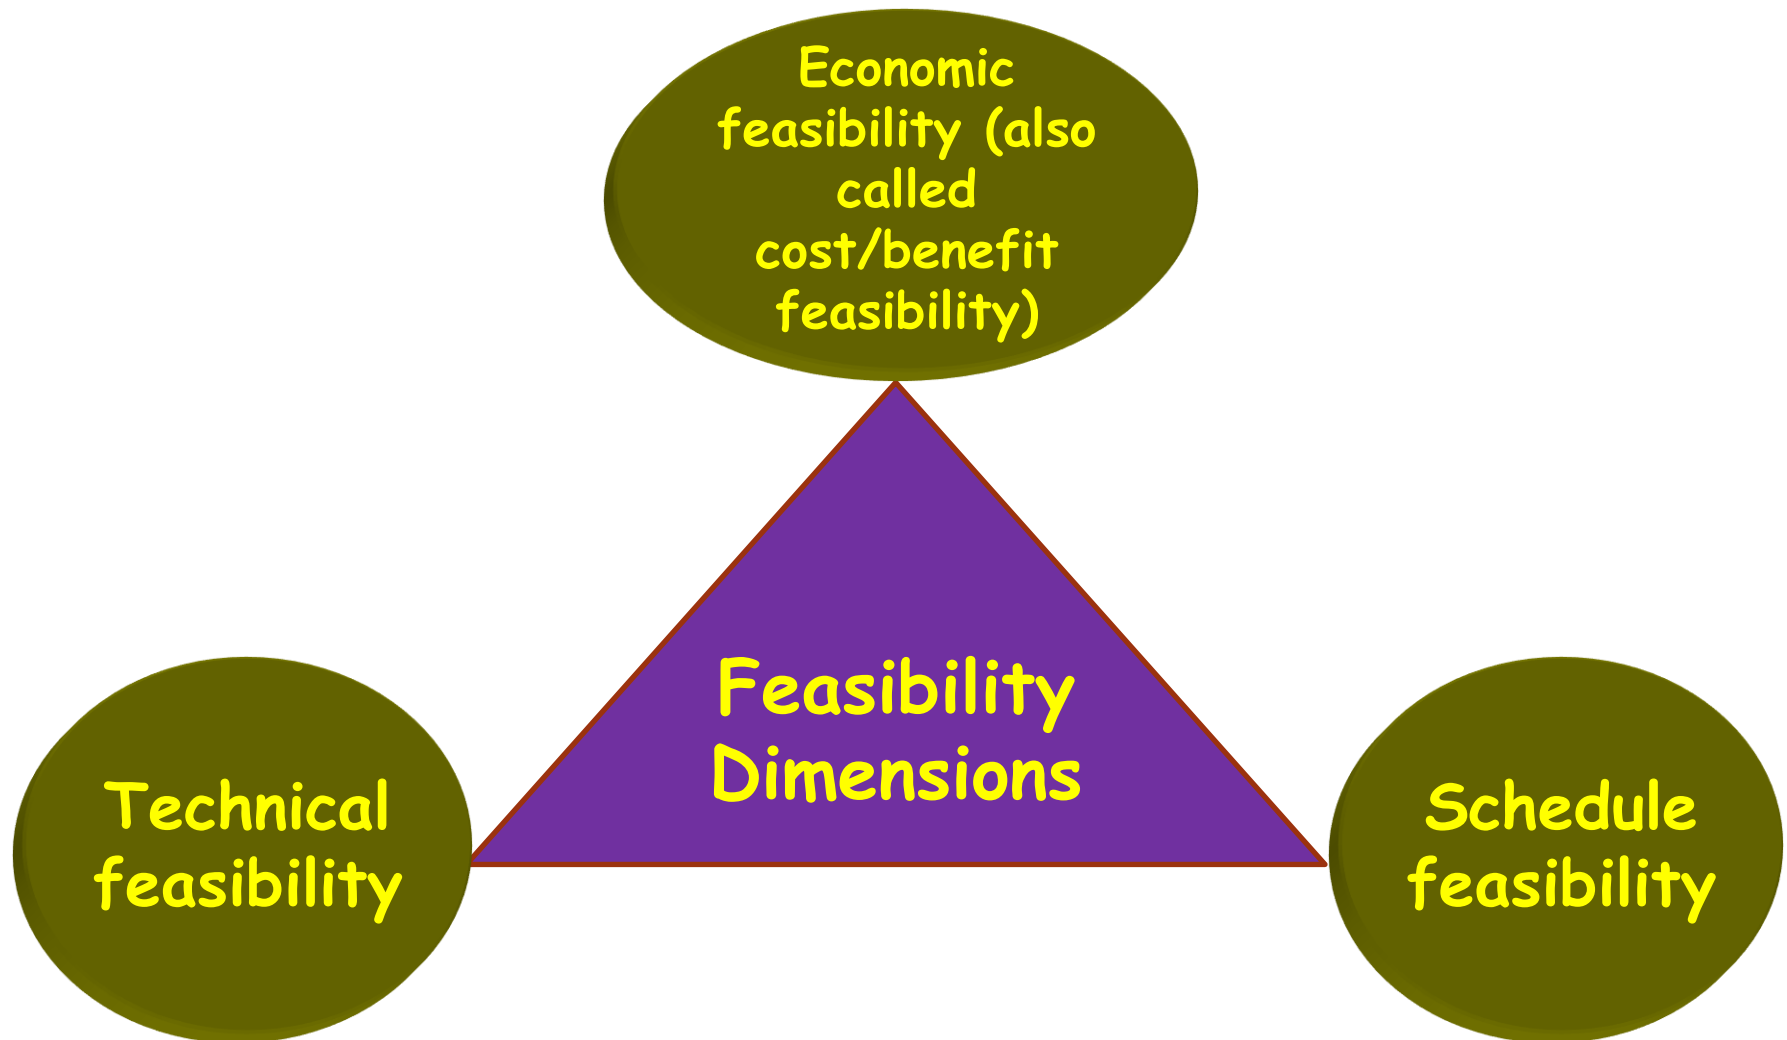 Economic
feasibility (also
called
cost/benefit
feasibility)
Feasibility
Dimensions
Technical
feasibility
Schedule
feasibility